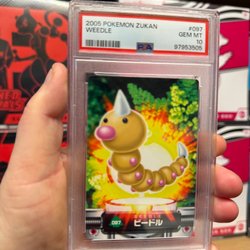 2005 POKEMON ZUKAN #097
WEEDLE GEM MT
10
PSA 97953505
097 ビードル